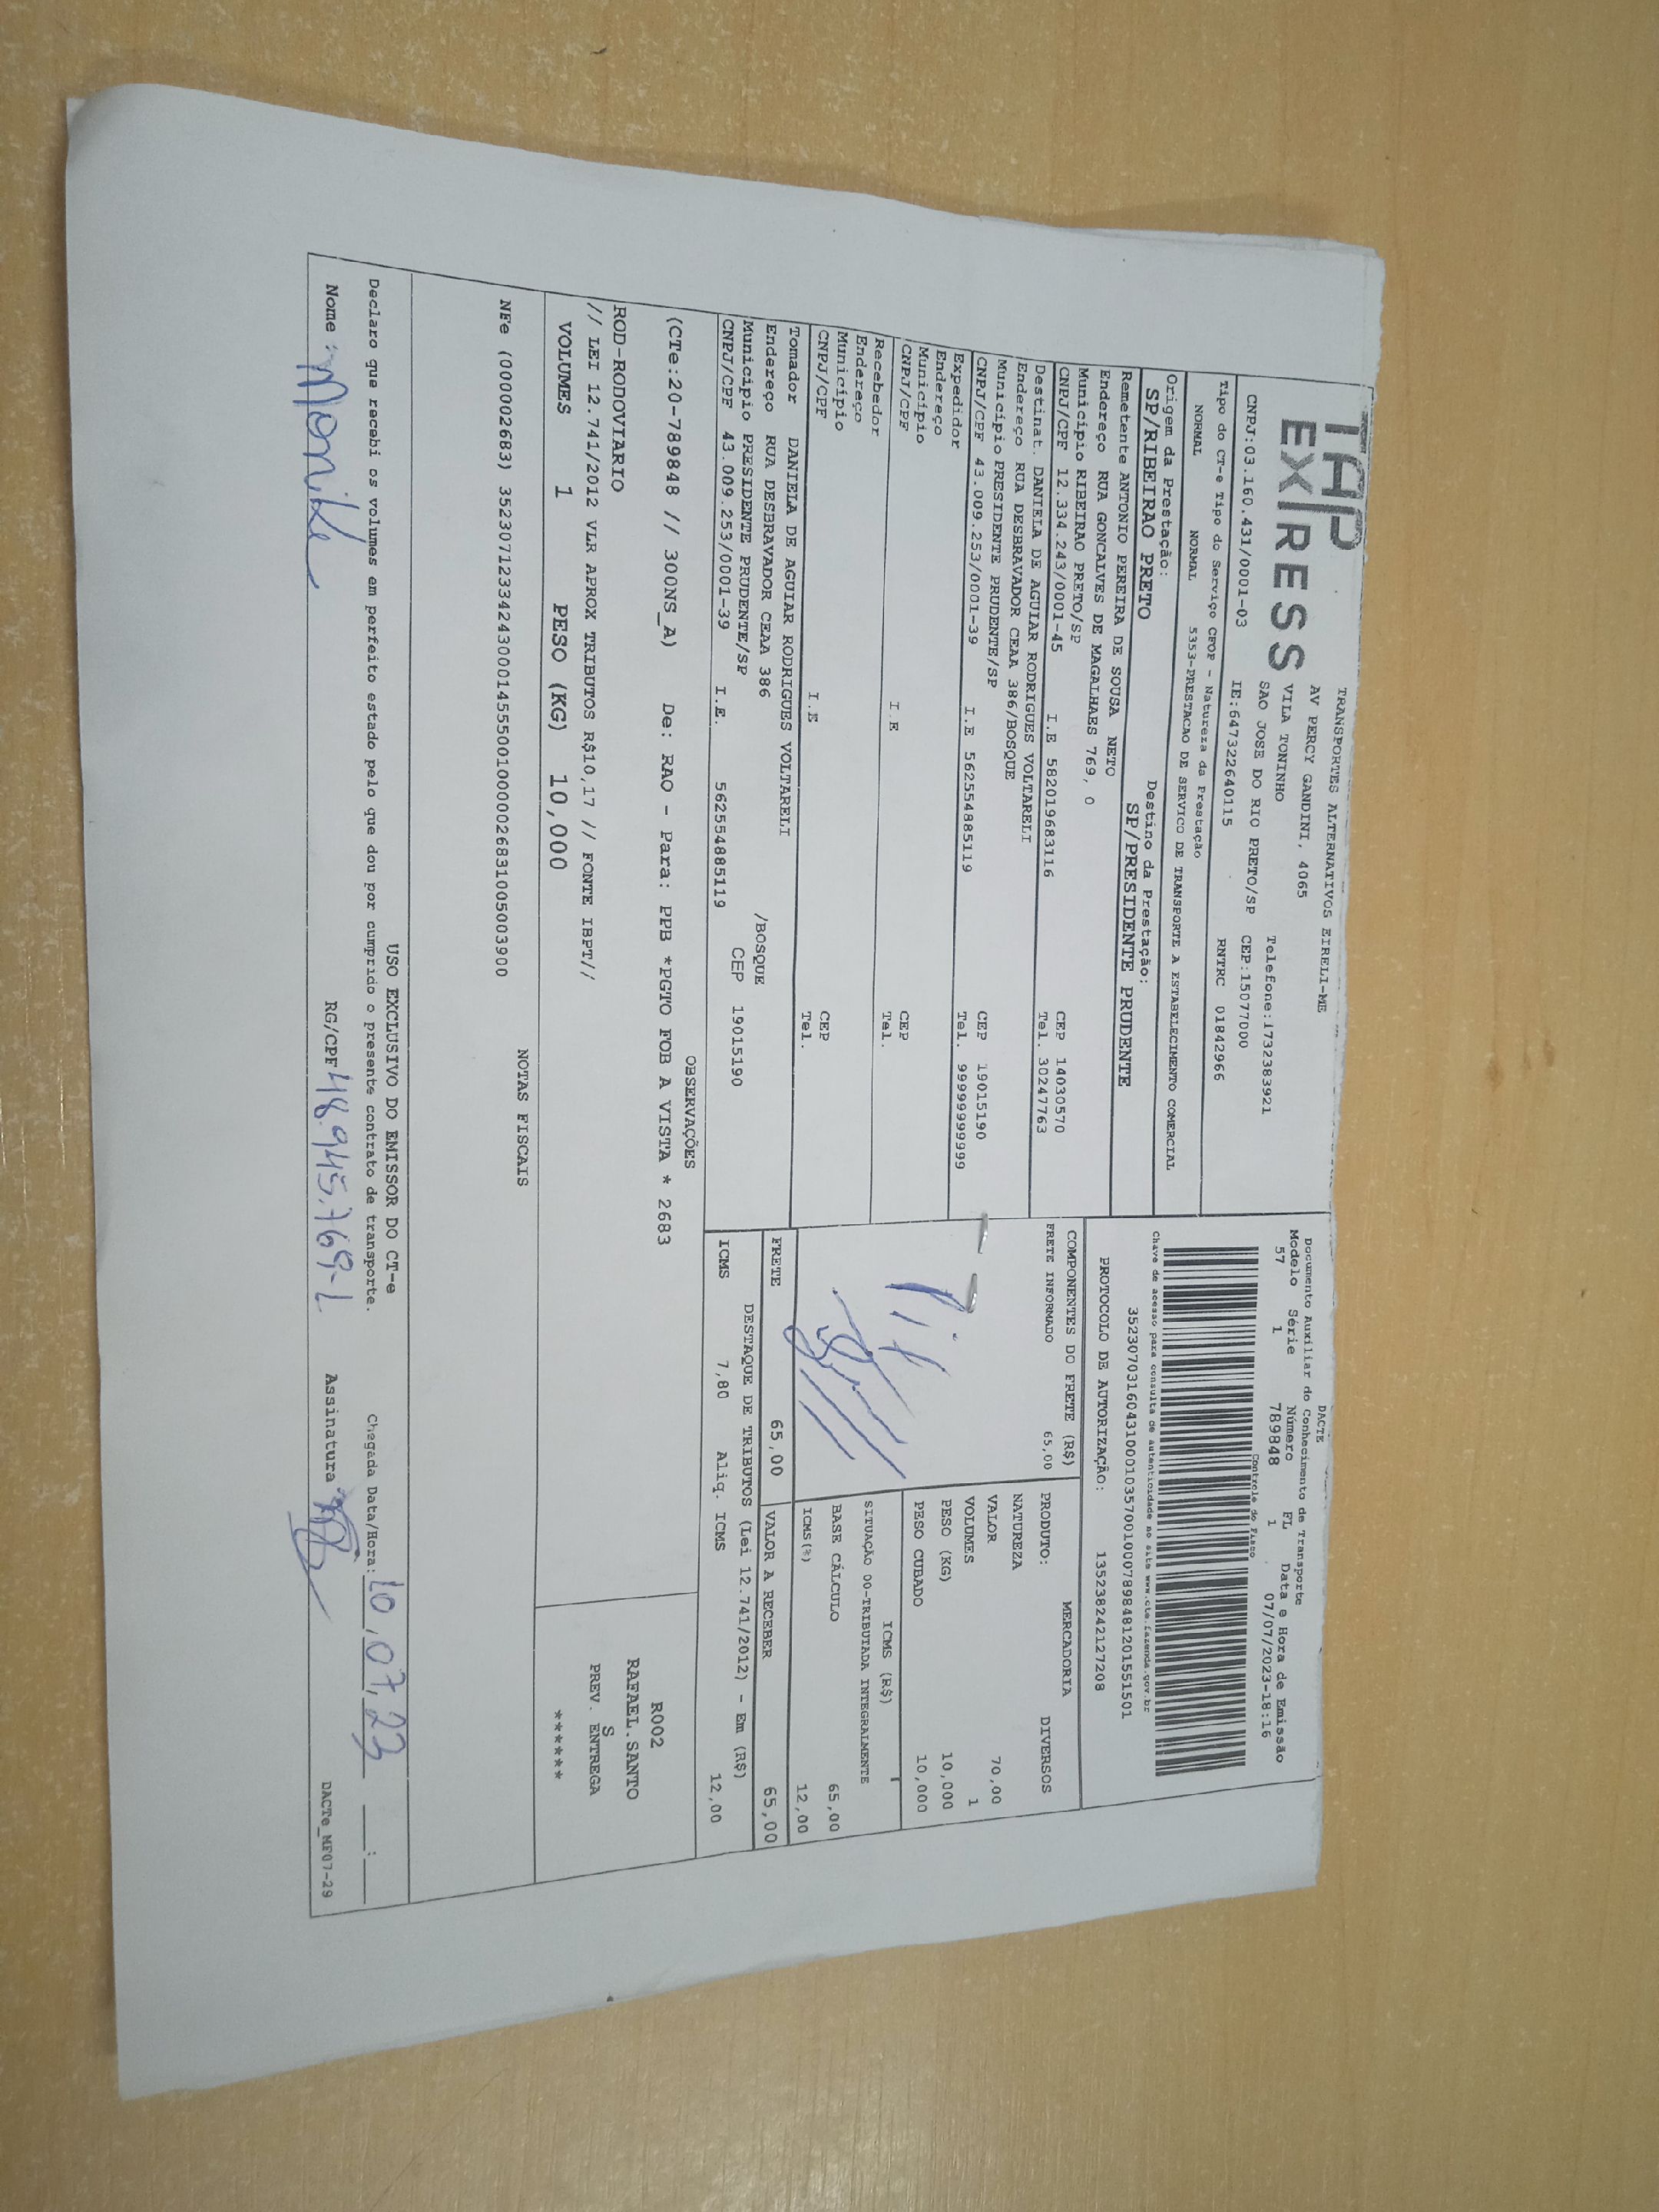 TAP
EX/RESS
TRANSPORTES ALTERNATIVOS EIRELI-ME
AV PERCY GANDINI, 4065
VILA TONINHO
SAO JOSE DO RIO PRETO/SP
Telefone:1732383921
CEP:15077000
CNPJ:03.160.431/0001-03 IE:647322640115 RNTRC 01842966
Tipo do CT-e Tipo do Serviço CFOP - Natureza da Prestação
NORMAL NORMAL 5353-PRESTACAO DE SERVICO DE TRANSPORTE A ESTABELECIMENTO COMERCIAL
Origem da Prestação: Destino da Prestação:
SP/RIBEIRAO PRETO SP/PRESIDENTE PRUDENTE
Remetente ANTONIO PEREIRA DE SOUSA NETO
Endereço RUA GONCALVES DE MAGALHAES 769, 0
Municipio RIBEIRAO PRETO/SP CEP 14030570
CNPJ/CPF 12.334.243/0001-45 I.E 582019683116 Tel. 30247763
Destinat. DANIELA DE AGUIAR RODRIGUES VOLTARELI
Endereço RUA DESBRAVADOR CEAA 386/BOSQUE
Municipio PRESIDENTE PRUDENTE/SP CEP 19015190
CNPJ/CPF 43.009.253/0001-39 I.E 562554885119 Tel. 99999999999
Expedidor
Endereço
Municipio CEP
CNPJ/CPF I.E Tel.
Recebedor
Endereço
Municipio CEP
CNPJ/CPF I.E Tel.
Tomador DANIELA DE AGUIAR RODRIGUES VOLTARELI
Endereço RUA DESBRAVADOR CEAA 386 /BOSQUE
Municipio PRESIDENTE PRUDENTE/SP CEP 19015190
CNPJ/CPF 43.009.253/0001-39 I.E. 562554885119
DACTE
Documento Auxiliar do Conhecimento de Transporte
Modelo Série Número FL Data e Hora de Emissão
57 1 789848 1 07/07/2023-18:16
Controle do Fisco
Chave de acesso para consulta de autenticidade no site www.cte.fazenda.gov.br
35230703160431000103570010007898481201551501
PROTOCOLO DE AUTORIZAÇÃO: 135238242127208
COMPONENTES DO FRETE (R$)
FRETE INFORMADO 65,00
MERCADORIA
PRODUTO: DIVERSOS
NATUREZA
VALOR 70,00
VOLUMES 1
PESO (KG) 10,000
PESO CUBADO 10,000
ICMS (R$)
SITUAÇÃO 00-TRIBUTADA INTEGRALMENTE
BASE CÁLCULO 65,00
ICMS(%) 12,00
FRETE 65,00 VALOR A RECEBER 65,00
DESTAQUE DE TRIBUTOS (Lei 12.741/2012) - Em (R$)
ICMS 7,80 Aliq. ICMS 12,00
OBSERVAÇÕES
(CTe:20-789848 // 300NS_A) De: RAO - Para: PPB *PGTO FOB A VISTA * 2683
ROD-RODOVIARIO
// LEI 12.741/2012 VLR APROX TRIBUTOS R$10,17 // FONTE IBPT//
R002
RAFAEL.SANTO
S
PREV. ENTREGA
******
VOLUMES 1 PESO (KG) 10,000
NOTAS FISCAIS
NFe (000002683) 35230712334243000145550010000026831005003900
USO EXCLUSIVO DO EMISSOR DO CT-e
Declaro que recebi os volumes em perfeito estado pelo que dou por cumprido o presente contrato de transporte. Chegada Data/Hora: 10,07,23 __:__
Nome : RG/CPF Assinatura
DACTe_MF07-29